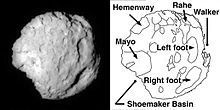 Hemenway
Rahe
Walker
Mayo
Left foot
Right foot
Shoemaker Basin